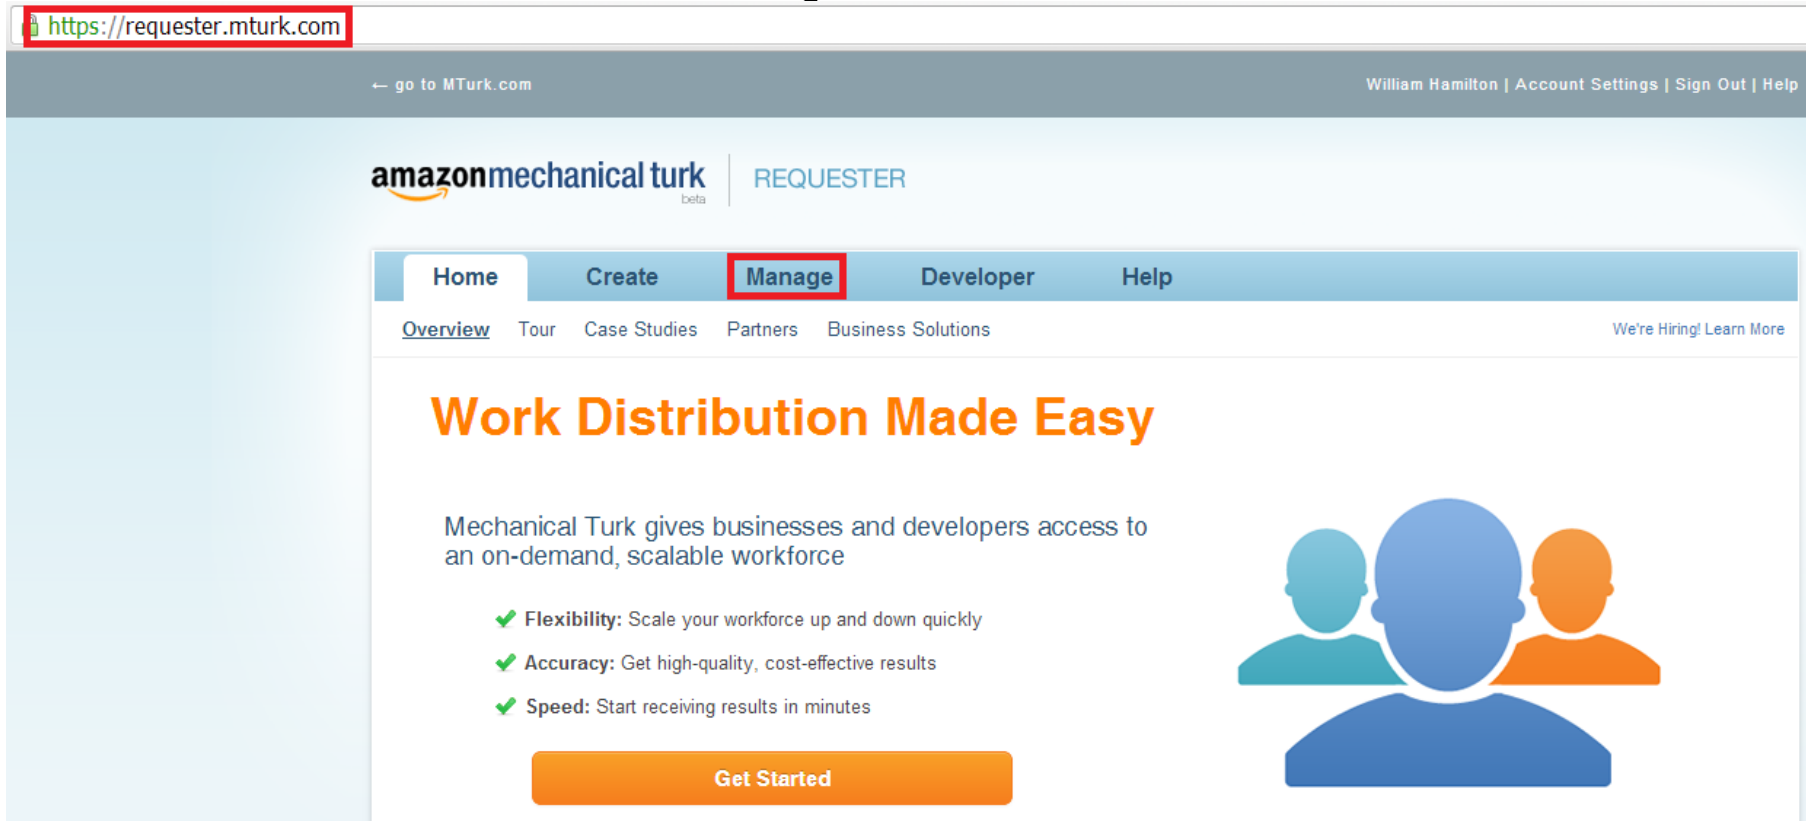 https://requester.mturk.com
← go to MTurk.com
William Hamilton | Account Settings | Sign Out | Help
amazonmechanical turk
beta
REQUESTER
Home Create Manage Developer Help
Overview Tour Case Studies Partners Business Solutions We're Hiring! Learn More
Work Distribution Made Easy
Mechanical Turk gives businesses and developers access to
an on-demand, scalable workforce
Flexibility: Scale your workforce up and down quickly
Accuracy: Get high-quality, cost-effective results
Speed: Start receiving results in minutes
Get Started